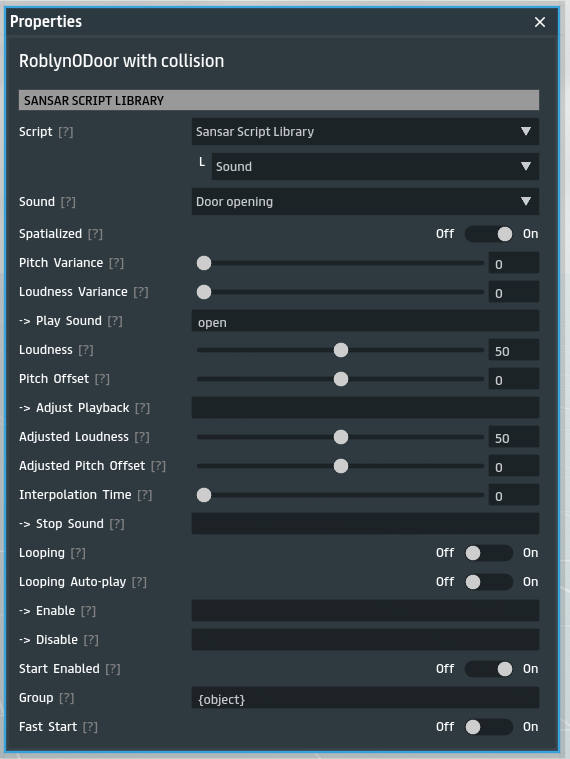 Properties
RoblynODoor with collision
SANSAR SCRIPT LIBRARY
Script [?] Sansar Script Library
Sound
Sound [?] Door opening
Spatialized [?] Off On
Pitch Variance [?] 0
Loudness Variance [?] 0
-> Play Sound [?] open
Loudness [?] 50
Pitch Offset [?] 0
-> Adjust Playback [?]
Adjusted Loudness [?] 50
Adjusted Pitch Offset [?] 0
Interpolation Time [?] 0
-> Stop Sound [?]
Looping [?] Off On
Looping Auto-play [?] Off On
-> Enable [?]
-> Disable [?]
Start Enabled [?] Off On
Group [?] {object}
Fast Start [?] Off On